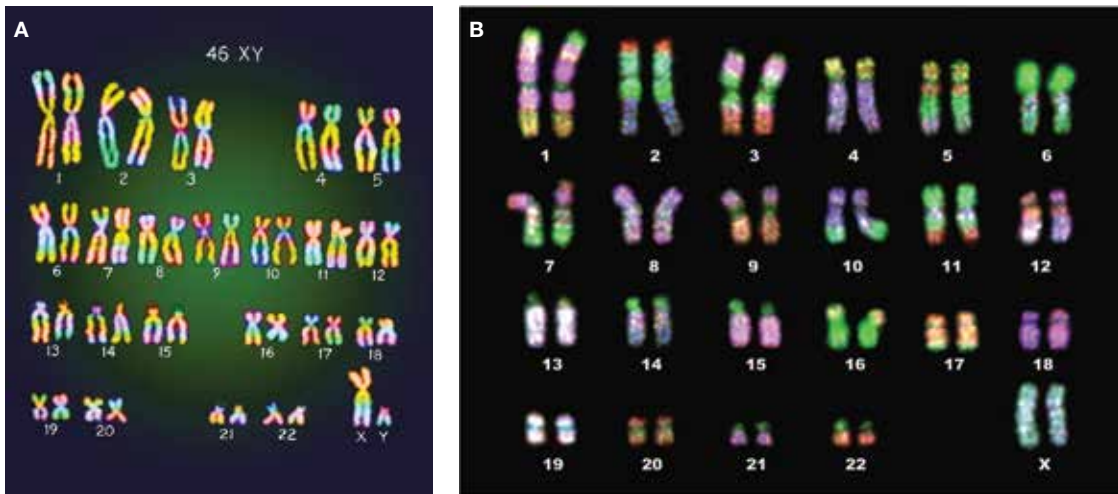 A
46 XY
1 2 3 4 5
6 7 8 9 10 11 12
13 14 15 16 17 18
19 20 21 22 X Y
B
1 2 3 4 5 6
7 8 9 10 11 12
13 14 15 16 17 18
19 20 21 22 X